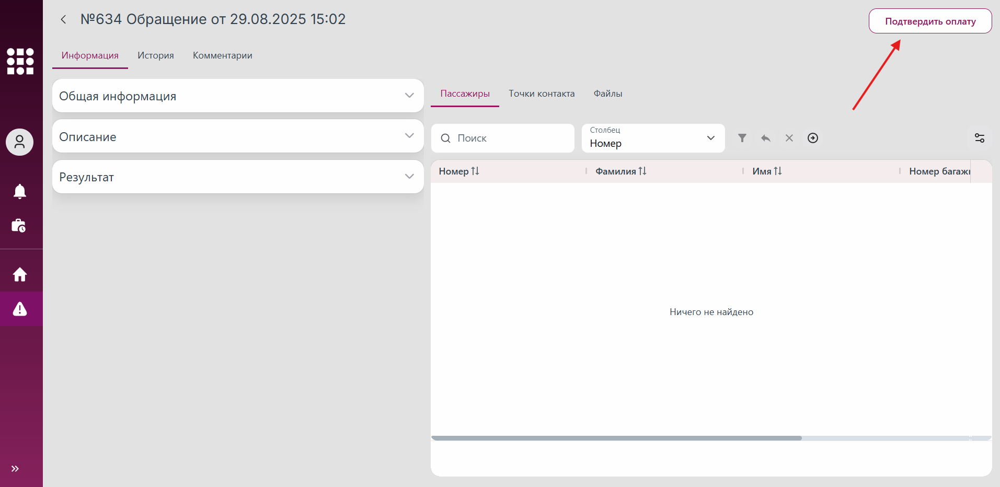 №634 Обращение от 29.08.2025 15:02
Подтвердить оплату
Информация
История
Комментарии
Общая информация
Описание
Результат
Пассажиры
Точки контакта
Файлы
Поиск
Столбец
Номер
Номер
Фамилия
Имя
Номер
Ничего не найдено